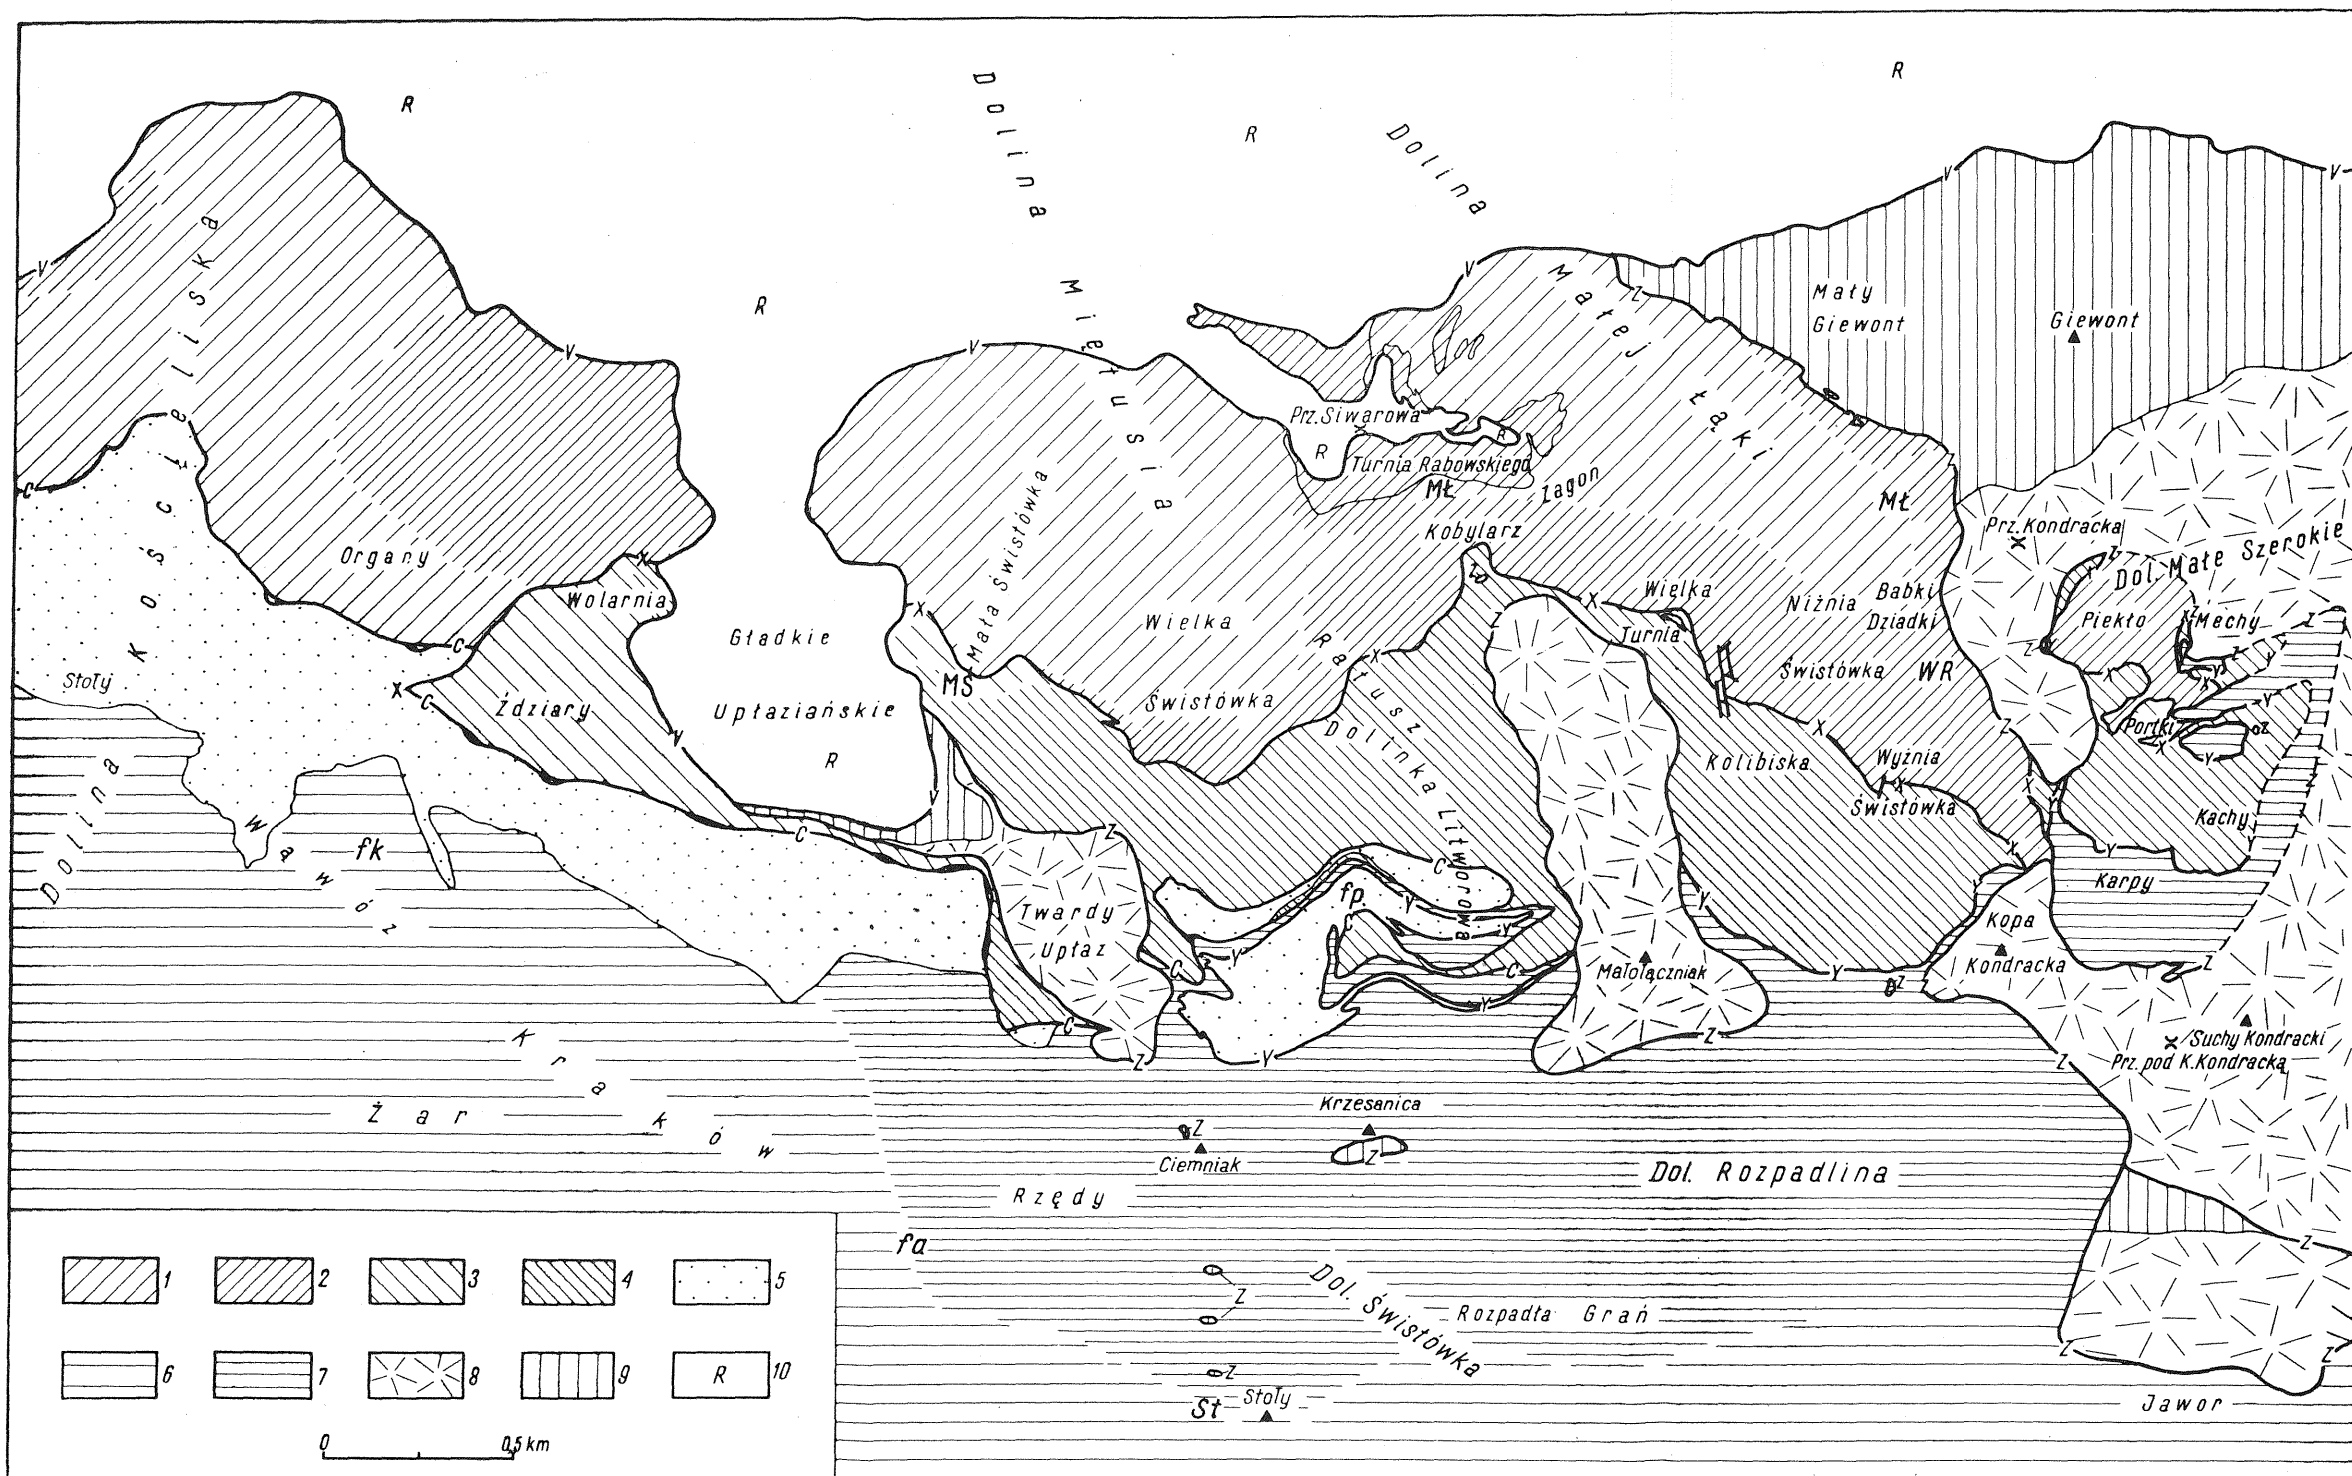 R
R
R
R
Dolina Miętusia
Dolina Małej Łąki
Dolina Kościeliska
V
V
V
V
V
V
Mały
Giewont
Giewont
Z
Prz. Siwarowa
R
R
Turnia Rabowskiego
MŁ
Żagon
MŁ
Kobylarz
Prz. Kondracka
Dol. Małe Szerokie
Organy
Wolarnia
Mała Świstówka
Wielka
Świstówka
Ratusz
Wielka
Turnia
Niżnia
Świstówka
Babki
Dziadki
WR
Piekło
Mechy
Gładkie
Upłaziańskie
R
MS
Stoły
Żdziary
Dolinka Litworowa
Kolibiska
Wyżnia
Świstówka
Portki
Kachy
Karpy
Wąwóz Kraków
fk
Twardy
Upłaz
fp
Małołączniak
Kopa
Kondracka
Suchy Kondracki
Prz. pod K. Kondracką
Krzesanica
Ciemniak
Z
Z
Dol. Rozpadlina
Żar
Rzędy
fa
Dol. Świstówka
Rozpadła Grań
Z
Z
St
Stoły
Jawor
1
2
3
4
5
6
7
8
9
R
10
0
0,5 km